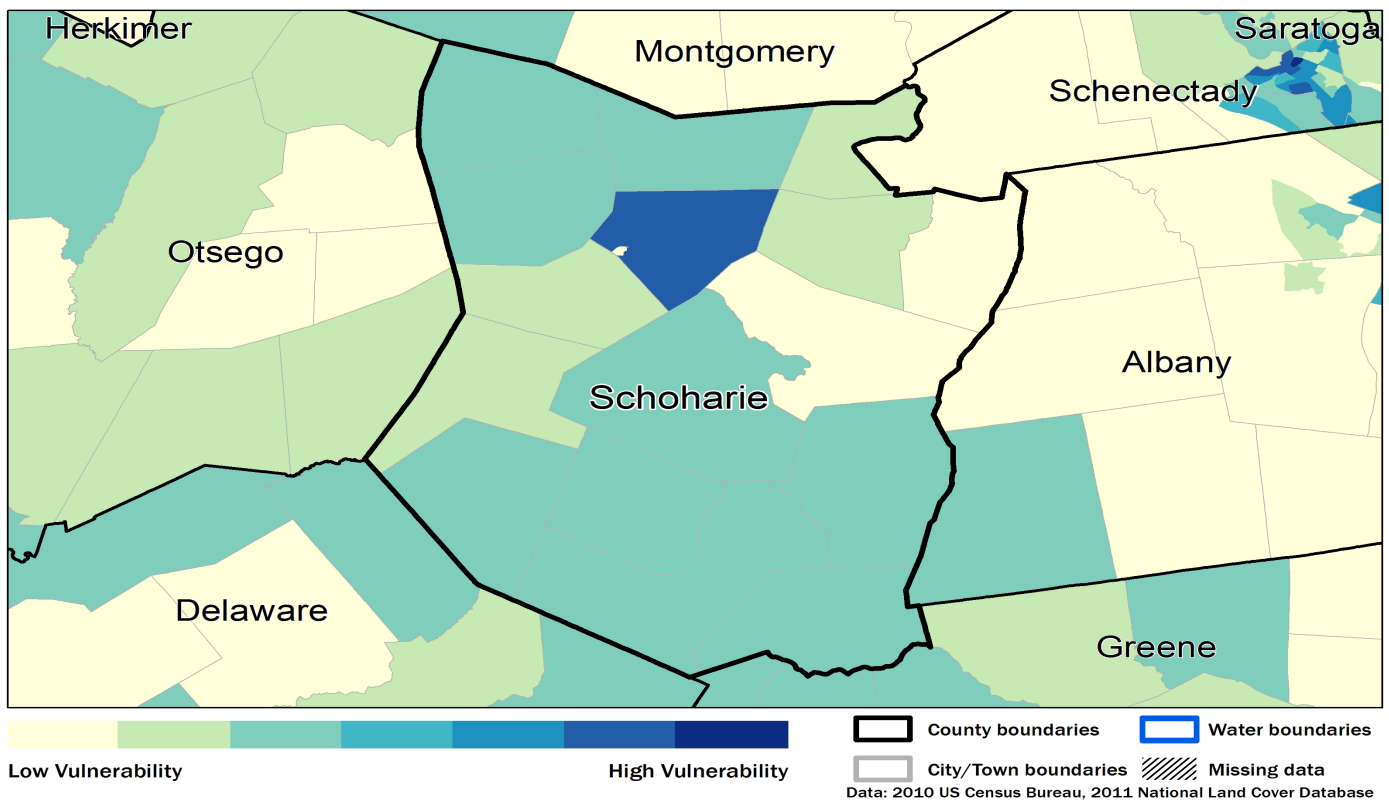 Herkimer
Montgomery
Saratoga
Schenectady
Otsego
Albany
Schoharie
Delaware
Greene
Low Vulnerability
High Vulnerability
County boundaries
Water boundaries
City/Town boundaries
Missing data
Data: 2010 US Census Bureau, 2011 National Land Cover Database